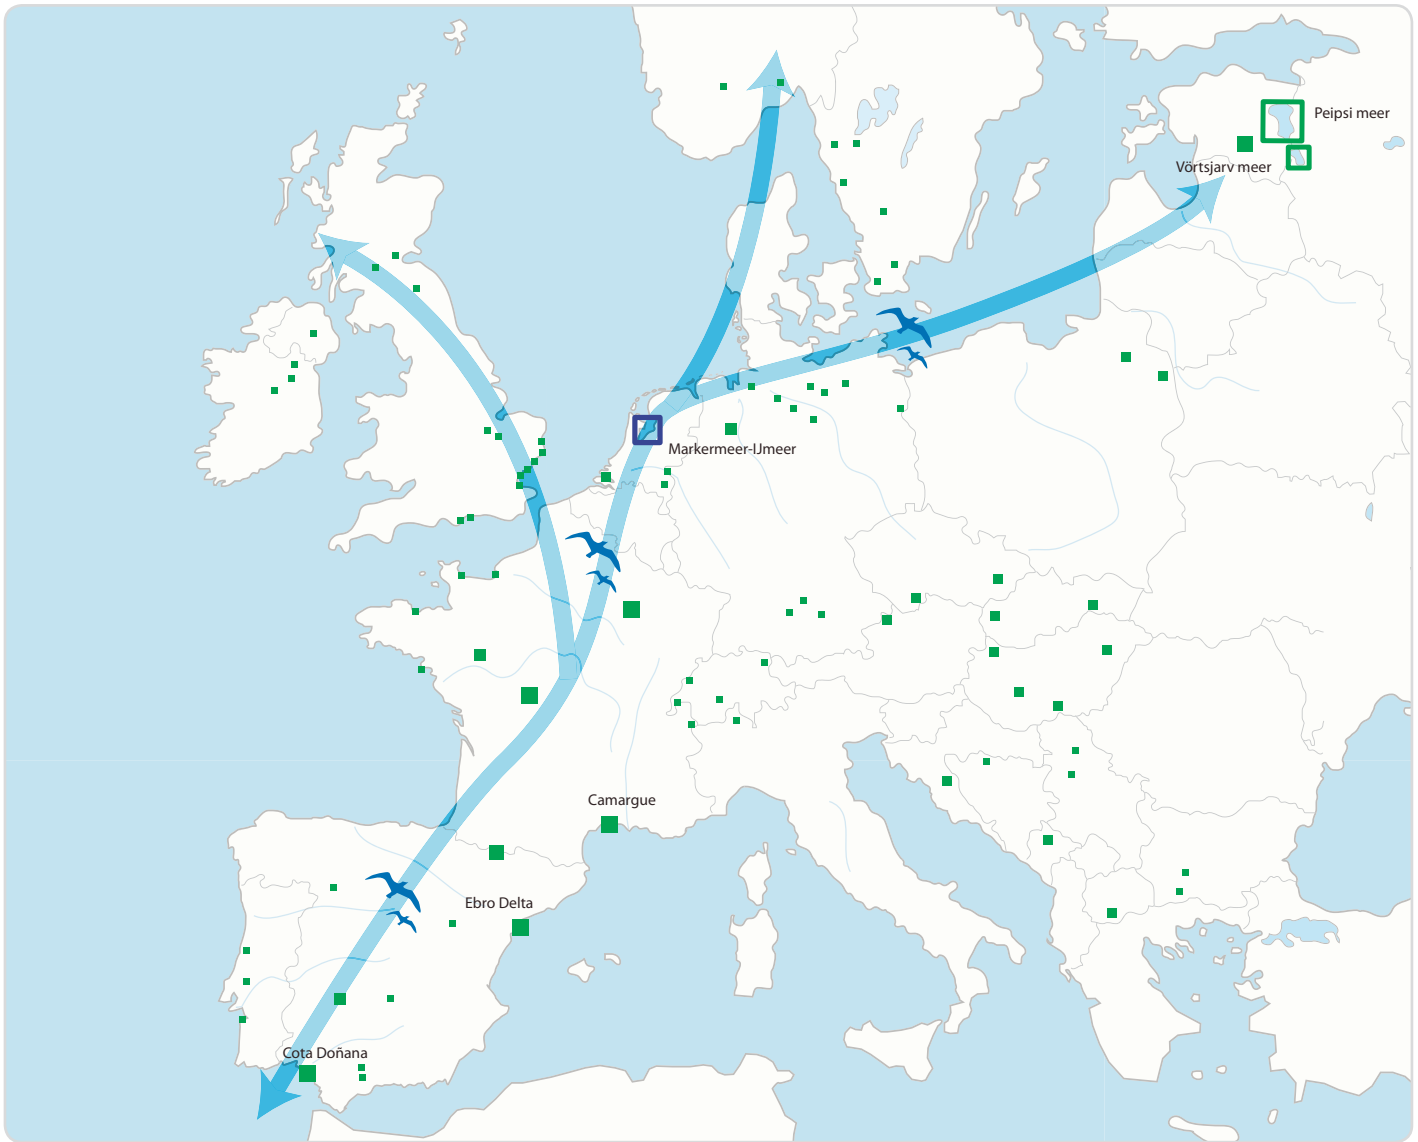 Peipsi meer
Vörtsjarv meer
Markermeer-IJmeer
Camargue
Ebro Delta
Cota Doñana